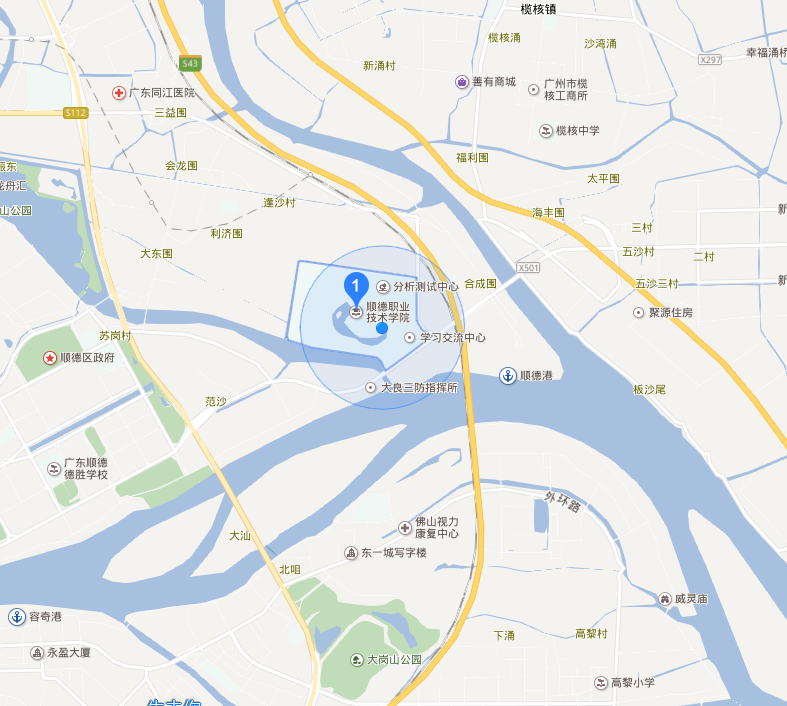 榄核镇
榄核涌
沙湾涌
幸福涌桥
X297
S43
新涌村
善有商城
广州市榄
核工商所
广东同江医院
S112
三益围
榄核中学
会龙围
福利围
太平围
振东
龙舟汇
山公园
逢沙村
海丰围
新
利济围
三村
大东围
五沙村
二村
X501
新
分析测试中心
合成围
五沙三村
1
顺德职业
技术学院
聚源住房
苏岗村
学习交流中心
顺德区政府
顺德港
大良三防指挥所
板沙尾
范沙
广东顺德
德胜学校
外环路
佛山视力
康复中心
大汕
东一城写字楼
北咀
威灵庙
容奇港
下涌
高黎村
永盈大厦
大岗山公园
高黎小学